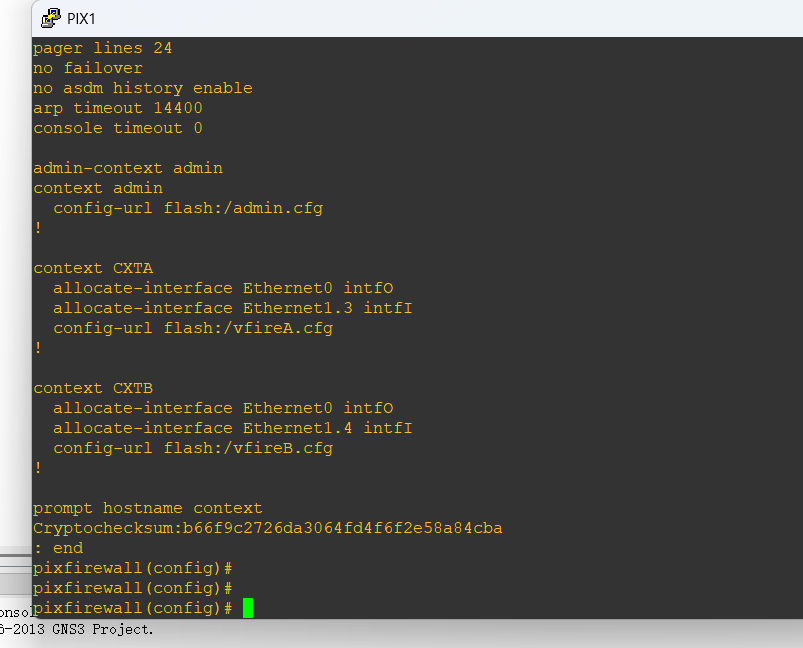 PIX1
pager lines 24
no failover
no asdm history enable
arp timeout 14400
console timeout 0
admin-context admin
context admin
  config-url flash:/admin.cfg
!
context CXTA
  allocate-interface Ethernet0 intfO
  allocate-interface Ethernet1.3 intfI
  config-url flash:/vfireA.cfg
!
context CXTB
  allocate-interface Ethernet0 intfO
  allocate-interface Ethernet1.4 intfI
  config-url flash:/vfireB.cfg
!
prompt hostname context
Cryptochecksum:b66f9c2726da3064fd4f6f2e58a84cba
: end
pixfirewall(config)#
pixfirewall(config)#
pixfirewall(config)#
-2013 GNS3 Project.